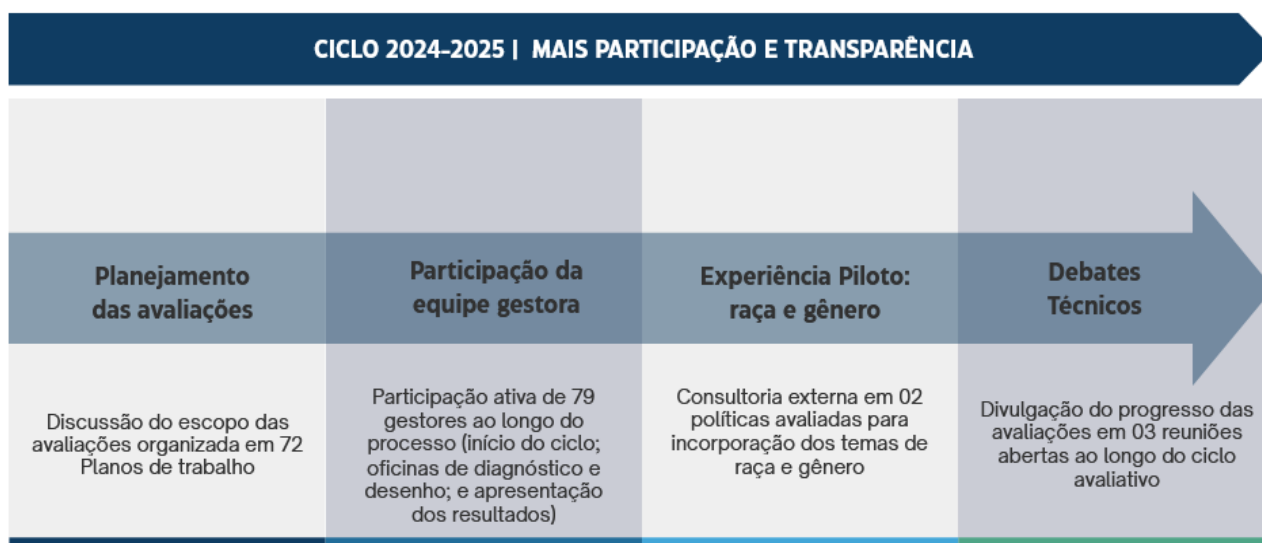 CICLO 2024-2025 | MAIS PARTICIPAÇÃO E TRANSPARÊNCIA
Planejamento
das avaliações
Discussão do escopo das
avaliações organizada em 72
Planos de trabalho
Participação da
equipe gestora
Participação ativa de 79
gestores ao longo do
processo (início do ciclo;
oficinas de diagnóstico e
desenho; e apresentação
dos resultados)
Experiência Piloto:
raça e gênero
Consultoria externa em 02
políticas avaliadas para
incorporação dos temas de
raça e gênero
Debates
Técnicos
Divulgação do progresso das
avaliações em 03 reuniões
abertas ao longo do ciclo
avaliativo